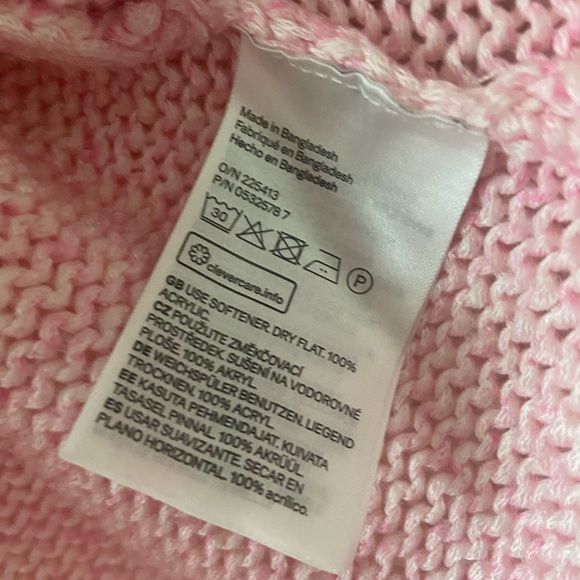 Made in Bangladesh
Fabriqué en Bangladesh
Hecho en Bangladesh
O/N 225413
P/N 0532578 7
30 P
clevercare.info
GB USE SOFTENER. DRY FLAT. 100%
ACRYLIC.
CZ POUŽIJTE ZMĚKČOVACÍ
PROSTŘEDEK. SUŠENÍ NA VODOROVNÉ
PLOŠE. 100% AKRYL.
DE WEICHSPÜLER BENUTZEN. LIEGEND
TROCKNEN. 100% ACRYL.
EE KASUTA PEHMENDAJAT. KUIVATA
TASASEL PINNAL. 100% AKRÜÜL.
ES USAR SUAVIZANTE. SECAR EN
PLANO HORIZONTAL. 100% acrílico.